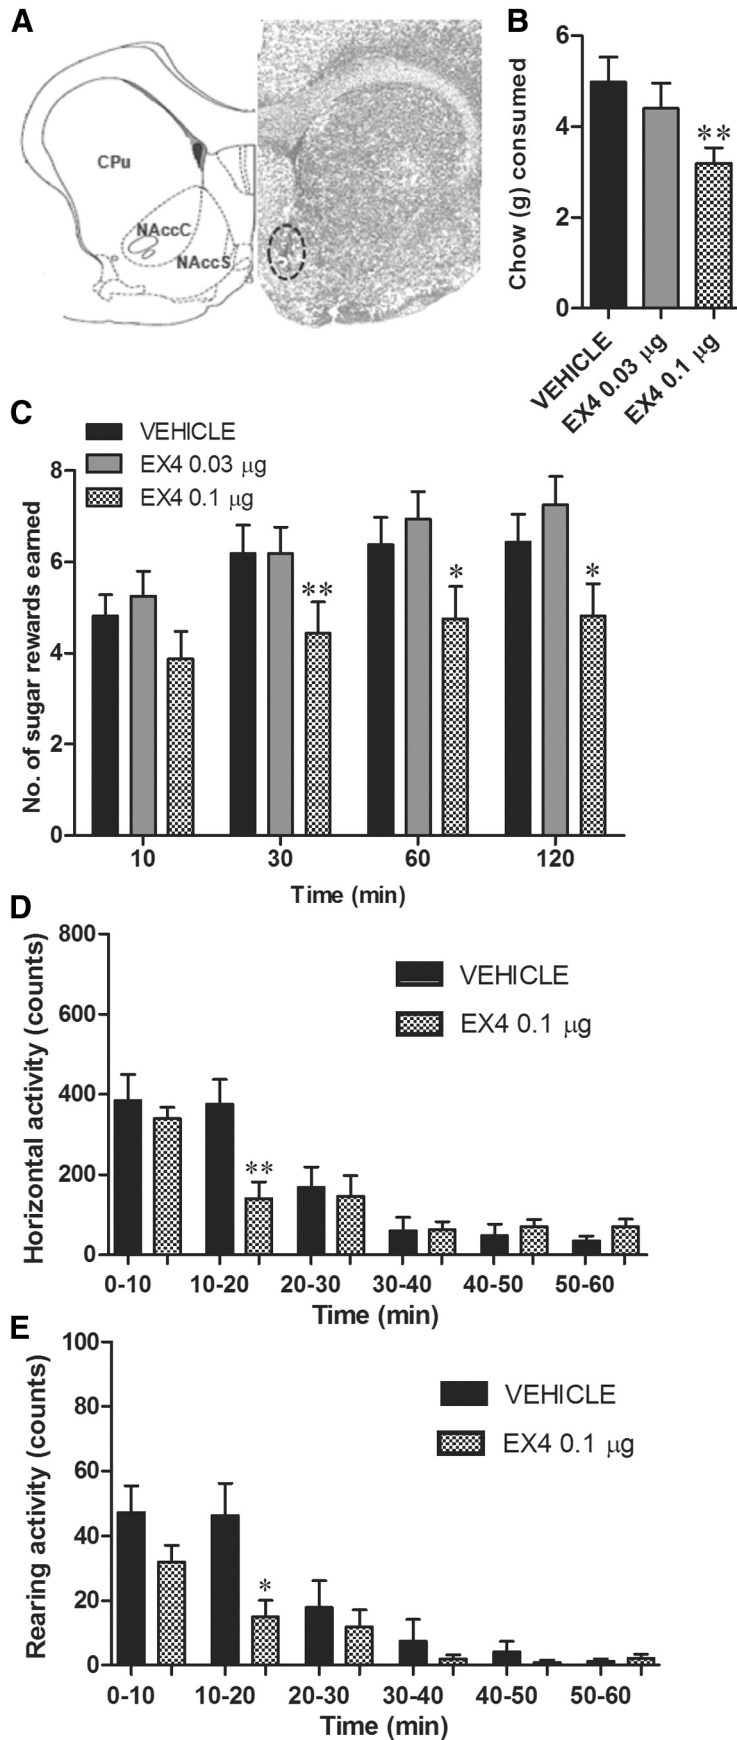 A
CPu
NAccC
NAccS
B
Chow (g) consumed
6
4
2
0
**
VEHICLE
EX4 0.03 µg
EX4 0.1 µg
C
VEHICLE
EX4 0.03 µg
EX4 0.1 µg
No. of sugar rewards earned
8
6
4
2
0
**
*
*
10 30 60 120
Time (min)
D
Horizontal activity (counts)
800
600
400
200
0
VEHICLE
EX4 0.1 µg
**
0-10 10-20 20-30 30-40 40-50 50-60
Time (min)
E
Rearing activity (counts)
100
80
60
40
20
0
VEHICLE
EX4 0.1 µg
*
0-10 10-20 20-30 30-40 40-50 50-60
Time (min)